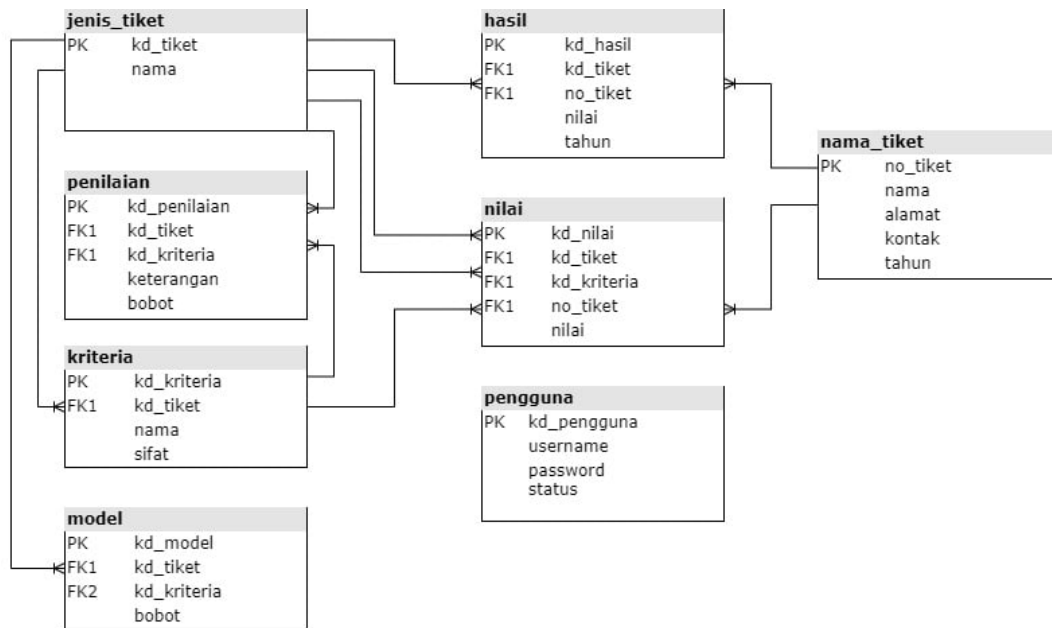 jenis_tiket
PK kd_tiket
nama
penilaian
PK kd_penilaian
FK1 kd_tiket
FK1 kd_kriteria
keterangan
bobot
kriteria
PK kd_kriteria
FK1 kd_tiket
nama
sifat
model
PK kd_model
FK1 kd_tiket
FK2 kd_kriteria
bobot
hasil
PK kd_hasil
FK1 kd_tiket
FK1 no_tiket
nilai
tahun
nilai
PK kd_nilai
FK1 kd_tiket
FK1 kd_kriteria
FK1 no_tiket
nilai
pengguna
PK kd_pengguna
username
password
status
nama_tiket
PK no_tiket
nama
alamat
kontak
tahun